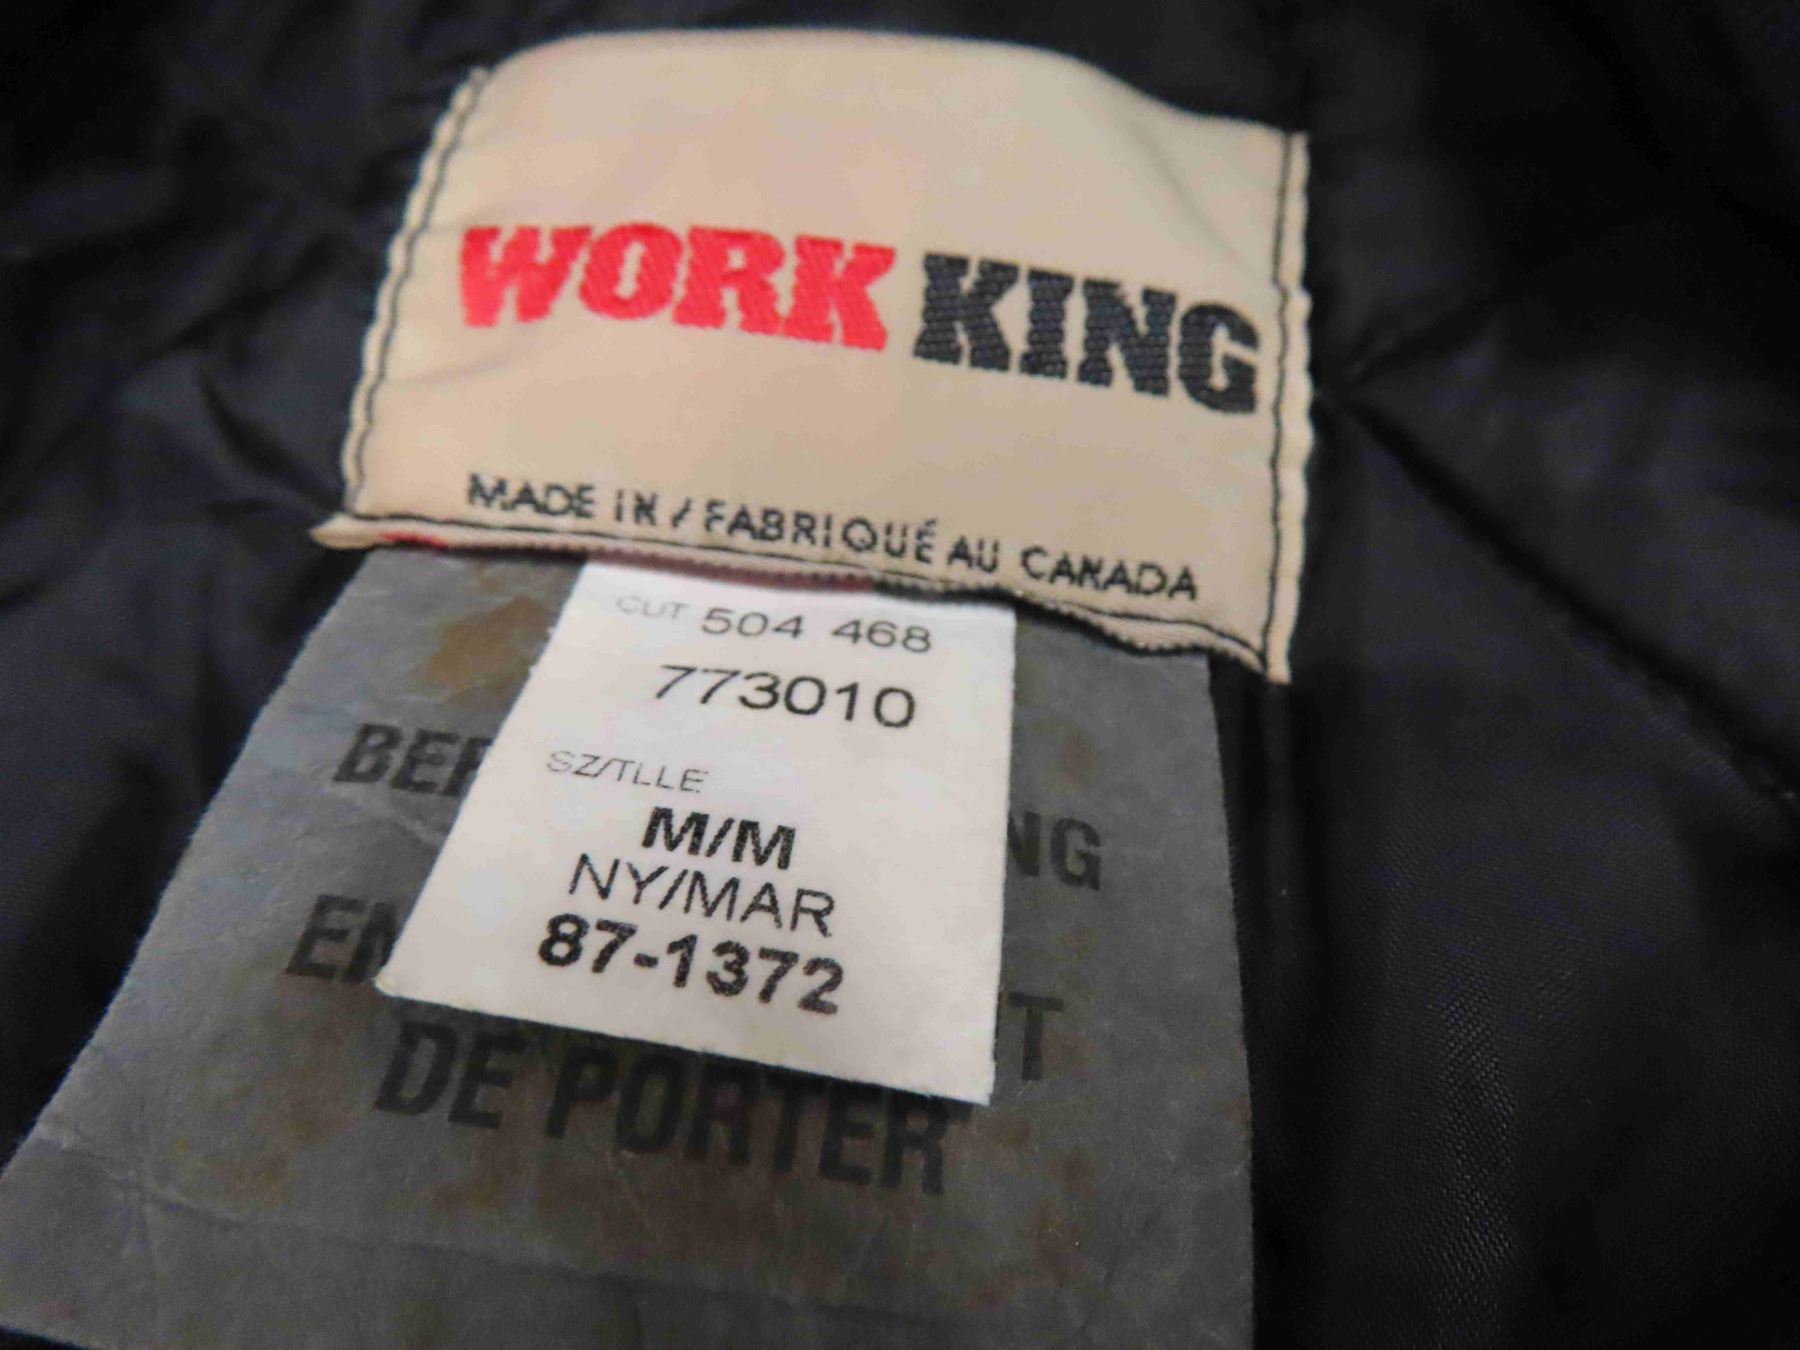 WORK KING
MADE IN / FABRIQUÉ AU CANADA
CUT 504 468
773010
SZ/TLLE
M/M
NY/MAR
87-1372
DE PORTER